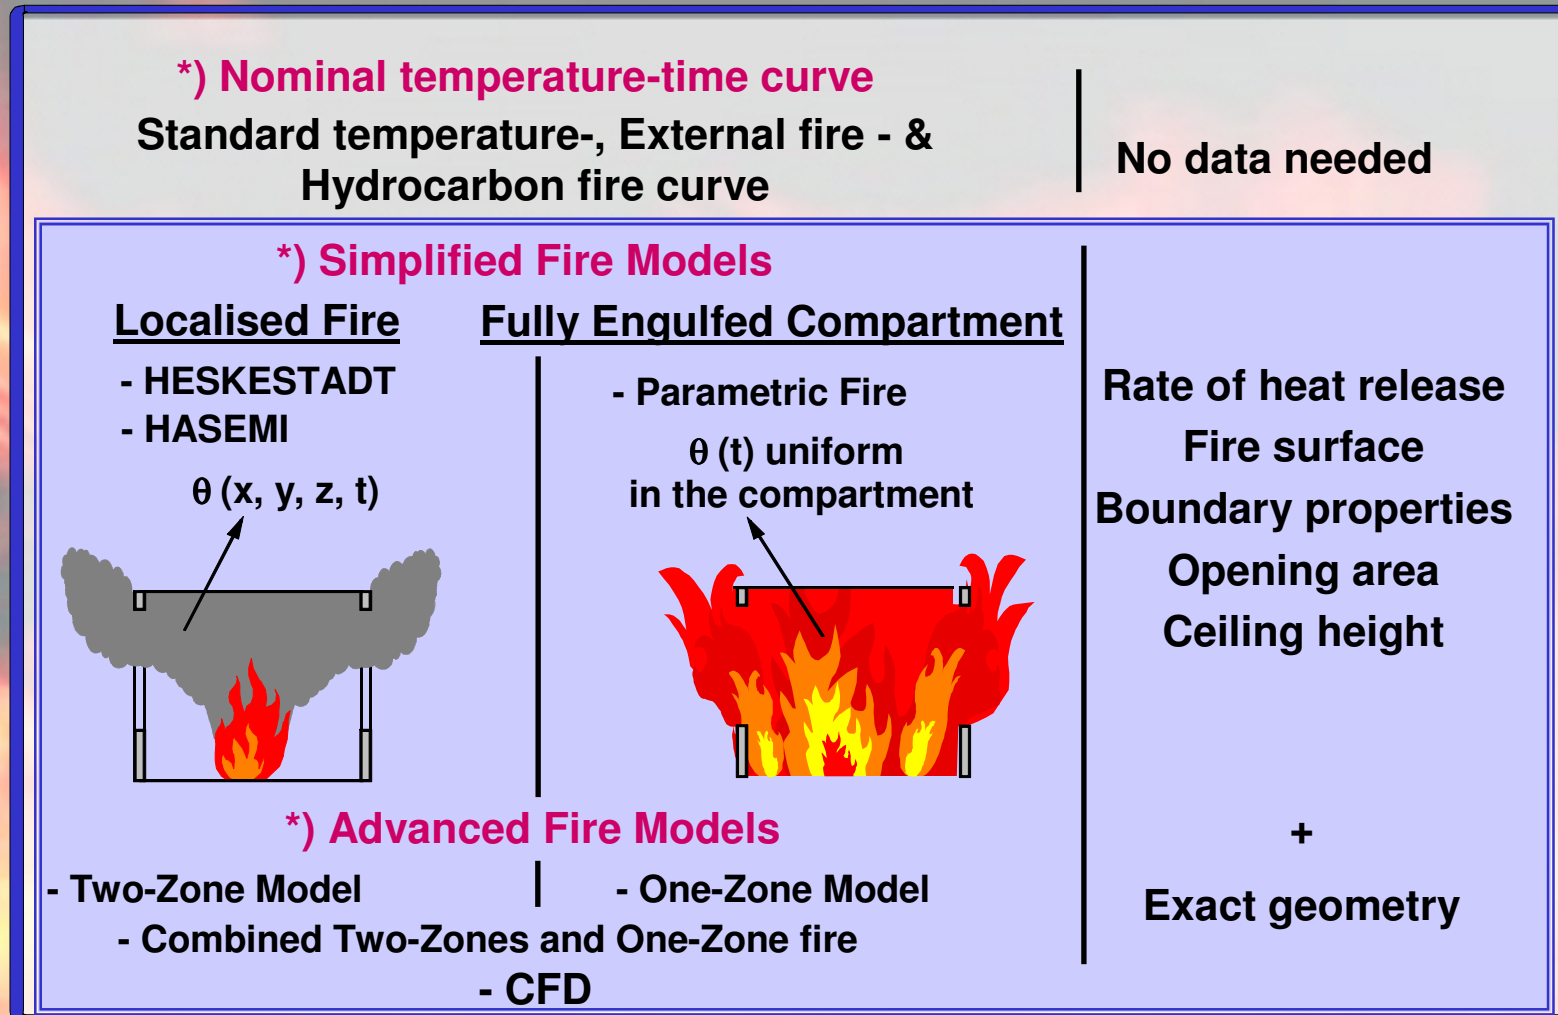 *) Nominal temperature-time curve
Standard temperature-, External fire - &
Hydrocarbon fire curve
No data needed
*) Simplified Fire Models
Localised Fire
- HESKESTADT
- HASEMI
θ (x, y, z, t)
Fully Engulfed Compartment
- Parametric Fire
θ (t) uniform
in the compartment
Rate of heat release
Fire surface
Boundary properties
Opening area
Ceiling height
*) Advanced Fire Models
- Two-Zone Model
- One-Zone Model
- Combined Two-Zones and One-Zone fire
- CFD
+
Exact geometry